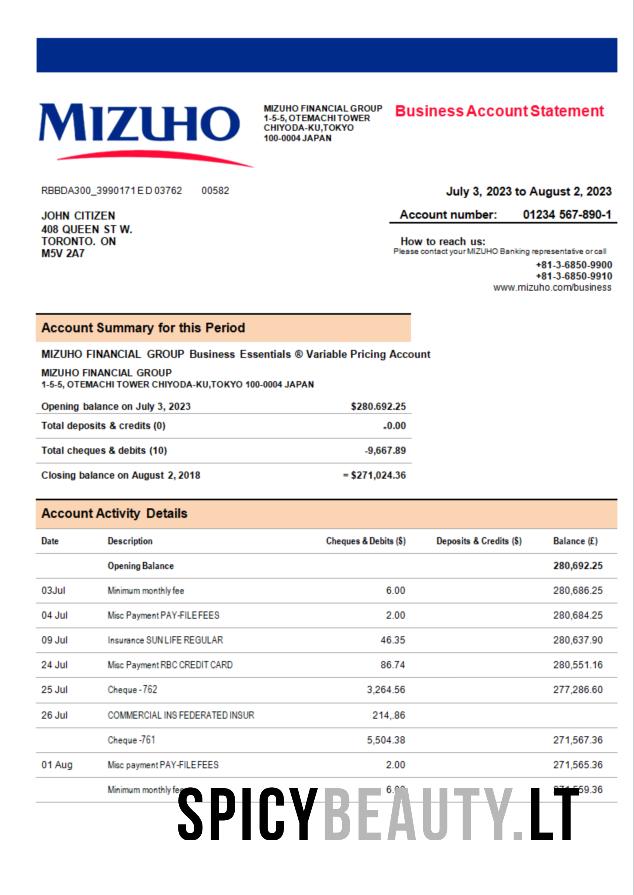 MIZUHO
MIZUHO FINANCIAL GROUP
1-5-5, OTEMACHI TOWER
CHIYODA-KU,TOKYO
100-0004 JAPAN
Business Account Statement
RBBDA300_3990171 E D 03762 00582
July 3, 2023 to August 2, 2023
JOHN CITIZEN
408 QUEEN ST W.
TORONTO. ON
M5V 2A7
Account number: 01234 567-890-1
How to reach us:
Please contact your MIZUHO Banking representative or call
+81-3-6850-9900
+81-3-6850-9910
www.mizuho.com/business
Account Summary for this Period
MIZUHO FINANCIAL GROUP Business Essentials ® Variable Pricing Account
MIZUHO FINANCIAL GROUP
1-5-5, OTEMACHI TOWER CHIYODA-KU,TOKYO 100-0004 JAPAN
Opening balance on July 3, 2023 $280.692.25
Total deposits & credits (0) -0.00
Total cheques & debits (10) -9,667.89
Closing balance on August 2, 2018 = $271,024.36
Account Activity Details
Date Description Cheques & Debits ($) Deposits & Credits ($) Balance (£)
Opening Balance 280,692.25
03Jul Minimum monthly fee 6.00 280,686.25
04 Jul Misc Payment PAY-FILE FEES 2.00 280,684.25
09 Jul Insurance SUN LIFE REGULAR 46.35 280,637.90
24 Jul Misc Payment RBC CREDIT CARD 86.74 280,551.16
25 Jul Cheque -762 3,264.56 277,286.60
26 Jul COMMERCIAL INS FEDERATED INSUR 214,.86
Cheque -761 5,504.38 271,567.36
01 Aug Misc payment PAY-FILE FEES 2.00 271,565.36
Minimum monthly fee
SPICYBEAUTY.LT